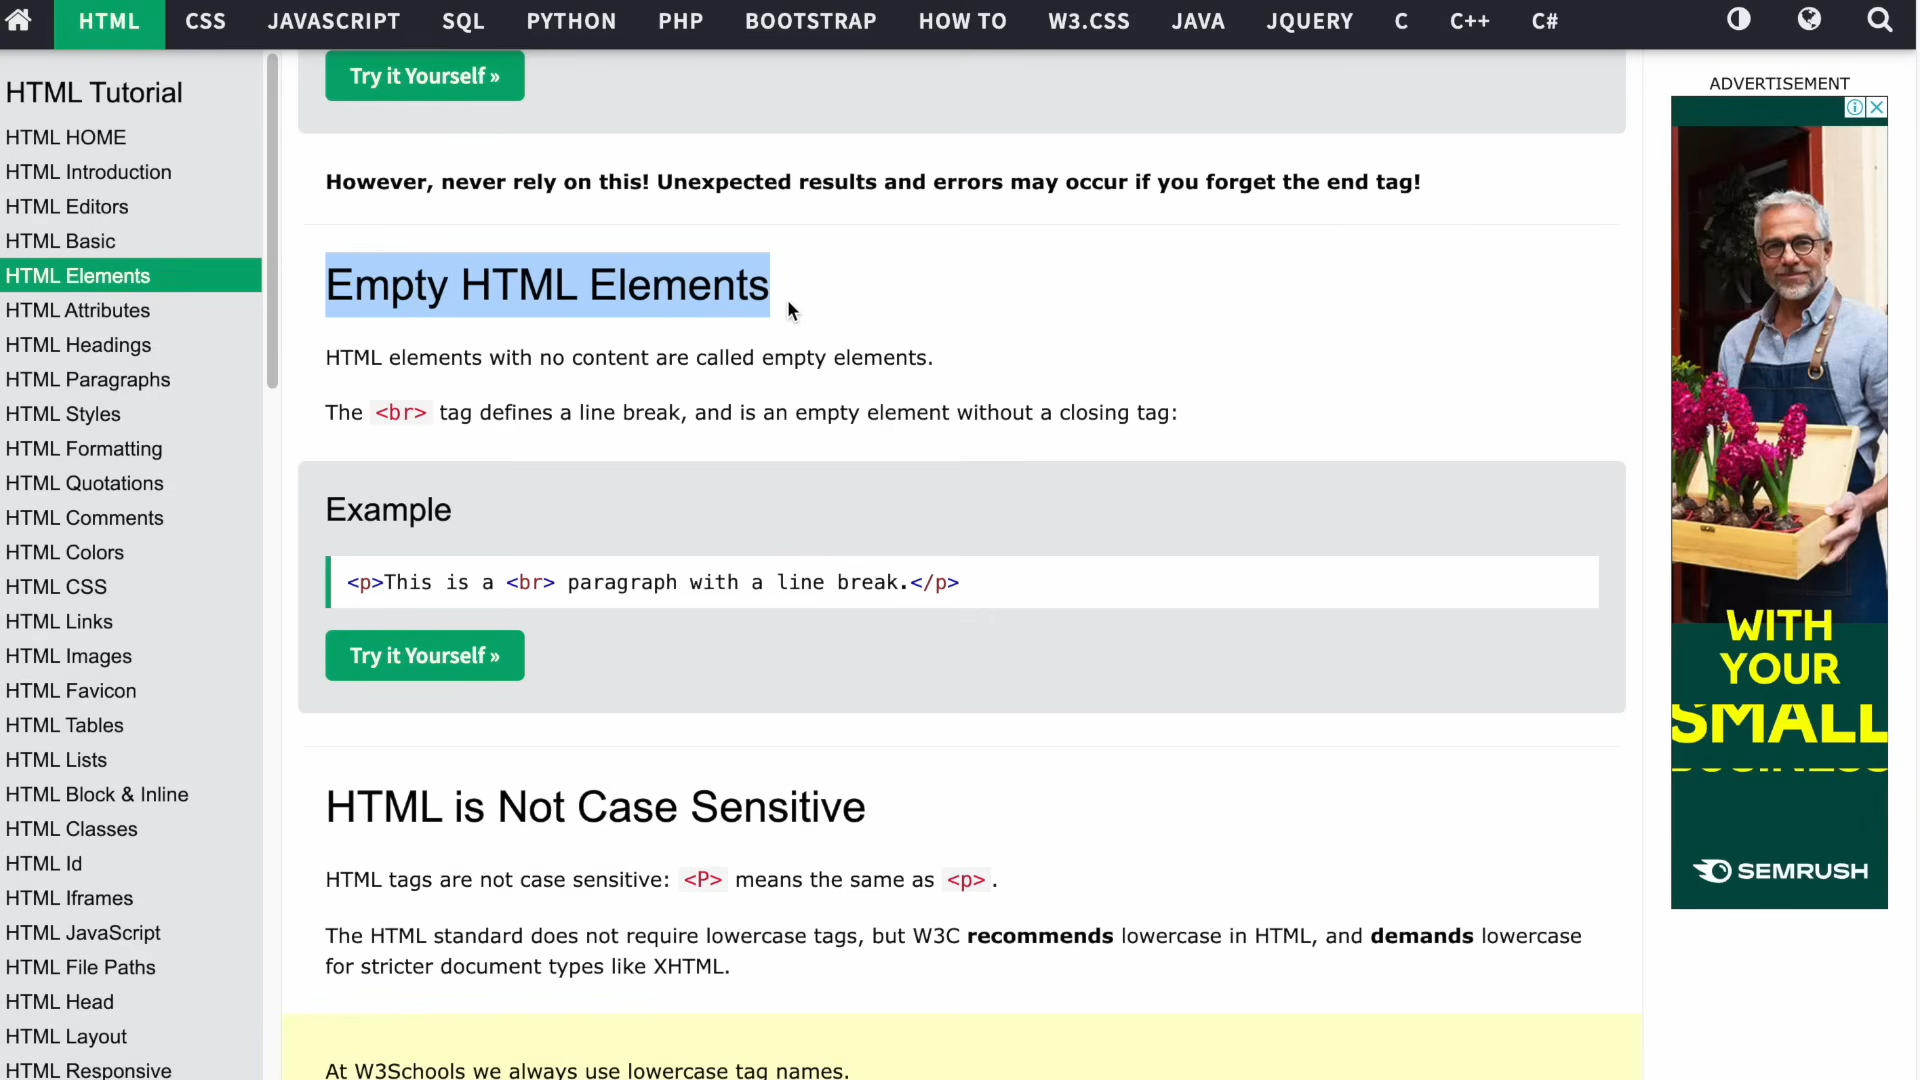 HTML
CSS
JAVASCRIPT
SQL
PYTHON
PHP
BOOTSTRAP
HOW TO
W3.CSS
JAVA
JQUERY
C
C++
C#
HTML Tutorial
HTML HOME
HTML Introduction
HTML Editors
HTML Basic
HTML Elements
HTML Attributes
HTML Headings
HTML Paragraphs
HTML Styles
HTML Formatting
HTML Quotations
HTML Comments
HTML Colors
HTML CSS
HTML Links
HTML Images
HTML Favicon
HTML Tables
HTML Lists
HTML Block & Inline
HTML Classes
HTML Id
HTML Iframes
HTML JavaScript
HTML File Paths
HTML Head
HTML Layout
HTML Responsive
Try it Yourself »
However, never rely on this! Unexpected results and errors may occur if you forget the end tag!
Empty HTML Elements
HTML elements with no content are called empty elements.
The <br> tag defines a line break, and is an empty element without a closing tag:
Example
<p>This is a <br> paragraph with a line break.</p>
Try it Yourself »
HTML is Not Case Sensitive
HTML tags are not case sensitive: <P> means the same as <p>.
The HTML standard does not require lowercase tags, but W3C recommends lowercase in HTML, and demands lowercase
for stricter document types like XHTML.
At W3Schools we always use lowercase tag names.
ADVERTISEMENT
WITH
YOUR
SMALL
SEMRUSH